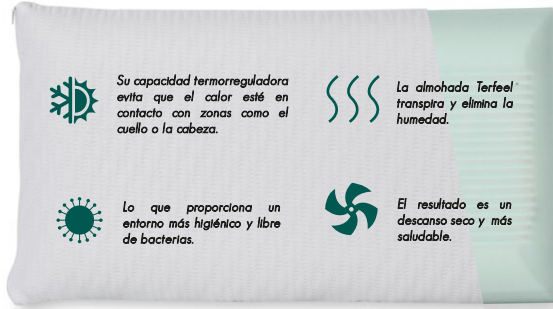 Su capacidad termorreguladora
evita que el calor esté en
contacto con zonas como el
cuello o la cabeza.
La almohada Terfeel
transpira y elimina la
humedad.
Lo que proporciona un
entorno más higiénico y libre
de bacterias.
El resultado es un
descanso seco y más
saludable.